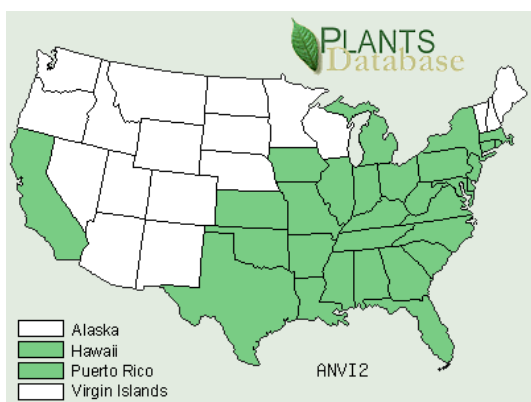 PLANTS
Database
Alaska
Hawaii
Puerto Rico
Virgin Islands
ANVI2